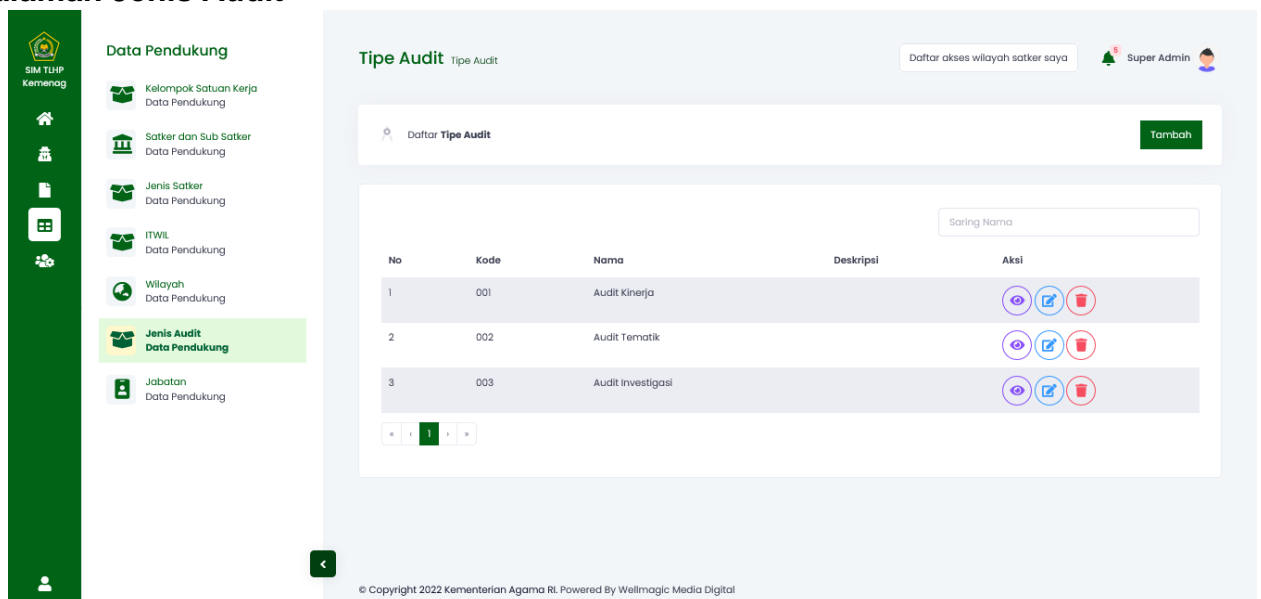 SIM TLHP
Kemenag
Data Pendukung
Kelompok Satuan Kerja
Data Pendukung
Satker dan Sub Satker
Data Pendukung
Jenis Satker
Data Pendukung
ITWIL
Data Pendukung
Wilayah
Data Pendukung
Jenis Audit
Data Pendukung
Jabatan
Data Pendukung
Tipe Audit Tipe Audit
Daftar akses wilayah satker saya
5
Super Admin
Daftar Tipe Audit
Tambah
Saring Nama
No Kode Nama Deskripsi Aksi
1 001 Audit Kinerja
2 002 Audit Tematik
3 003 Audit Investigasi
« ‹ 1 › »
© Copyright 2022 Kementerian Agama RI. Powered By Wellmagic Media Digital